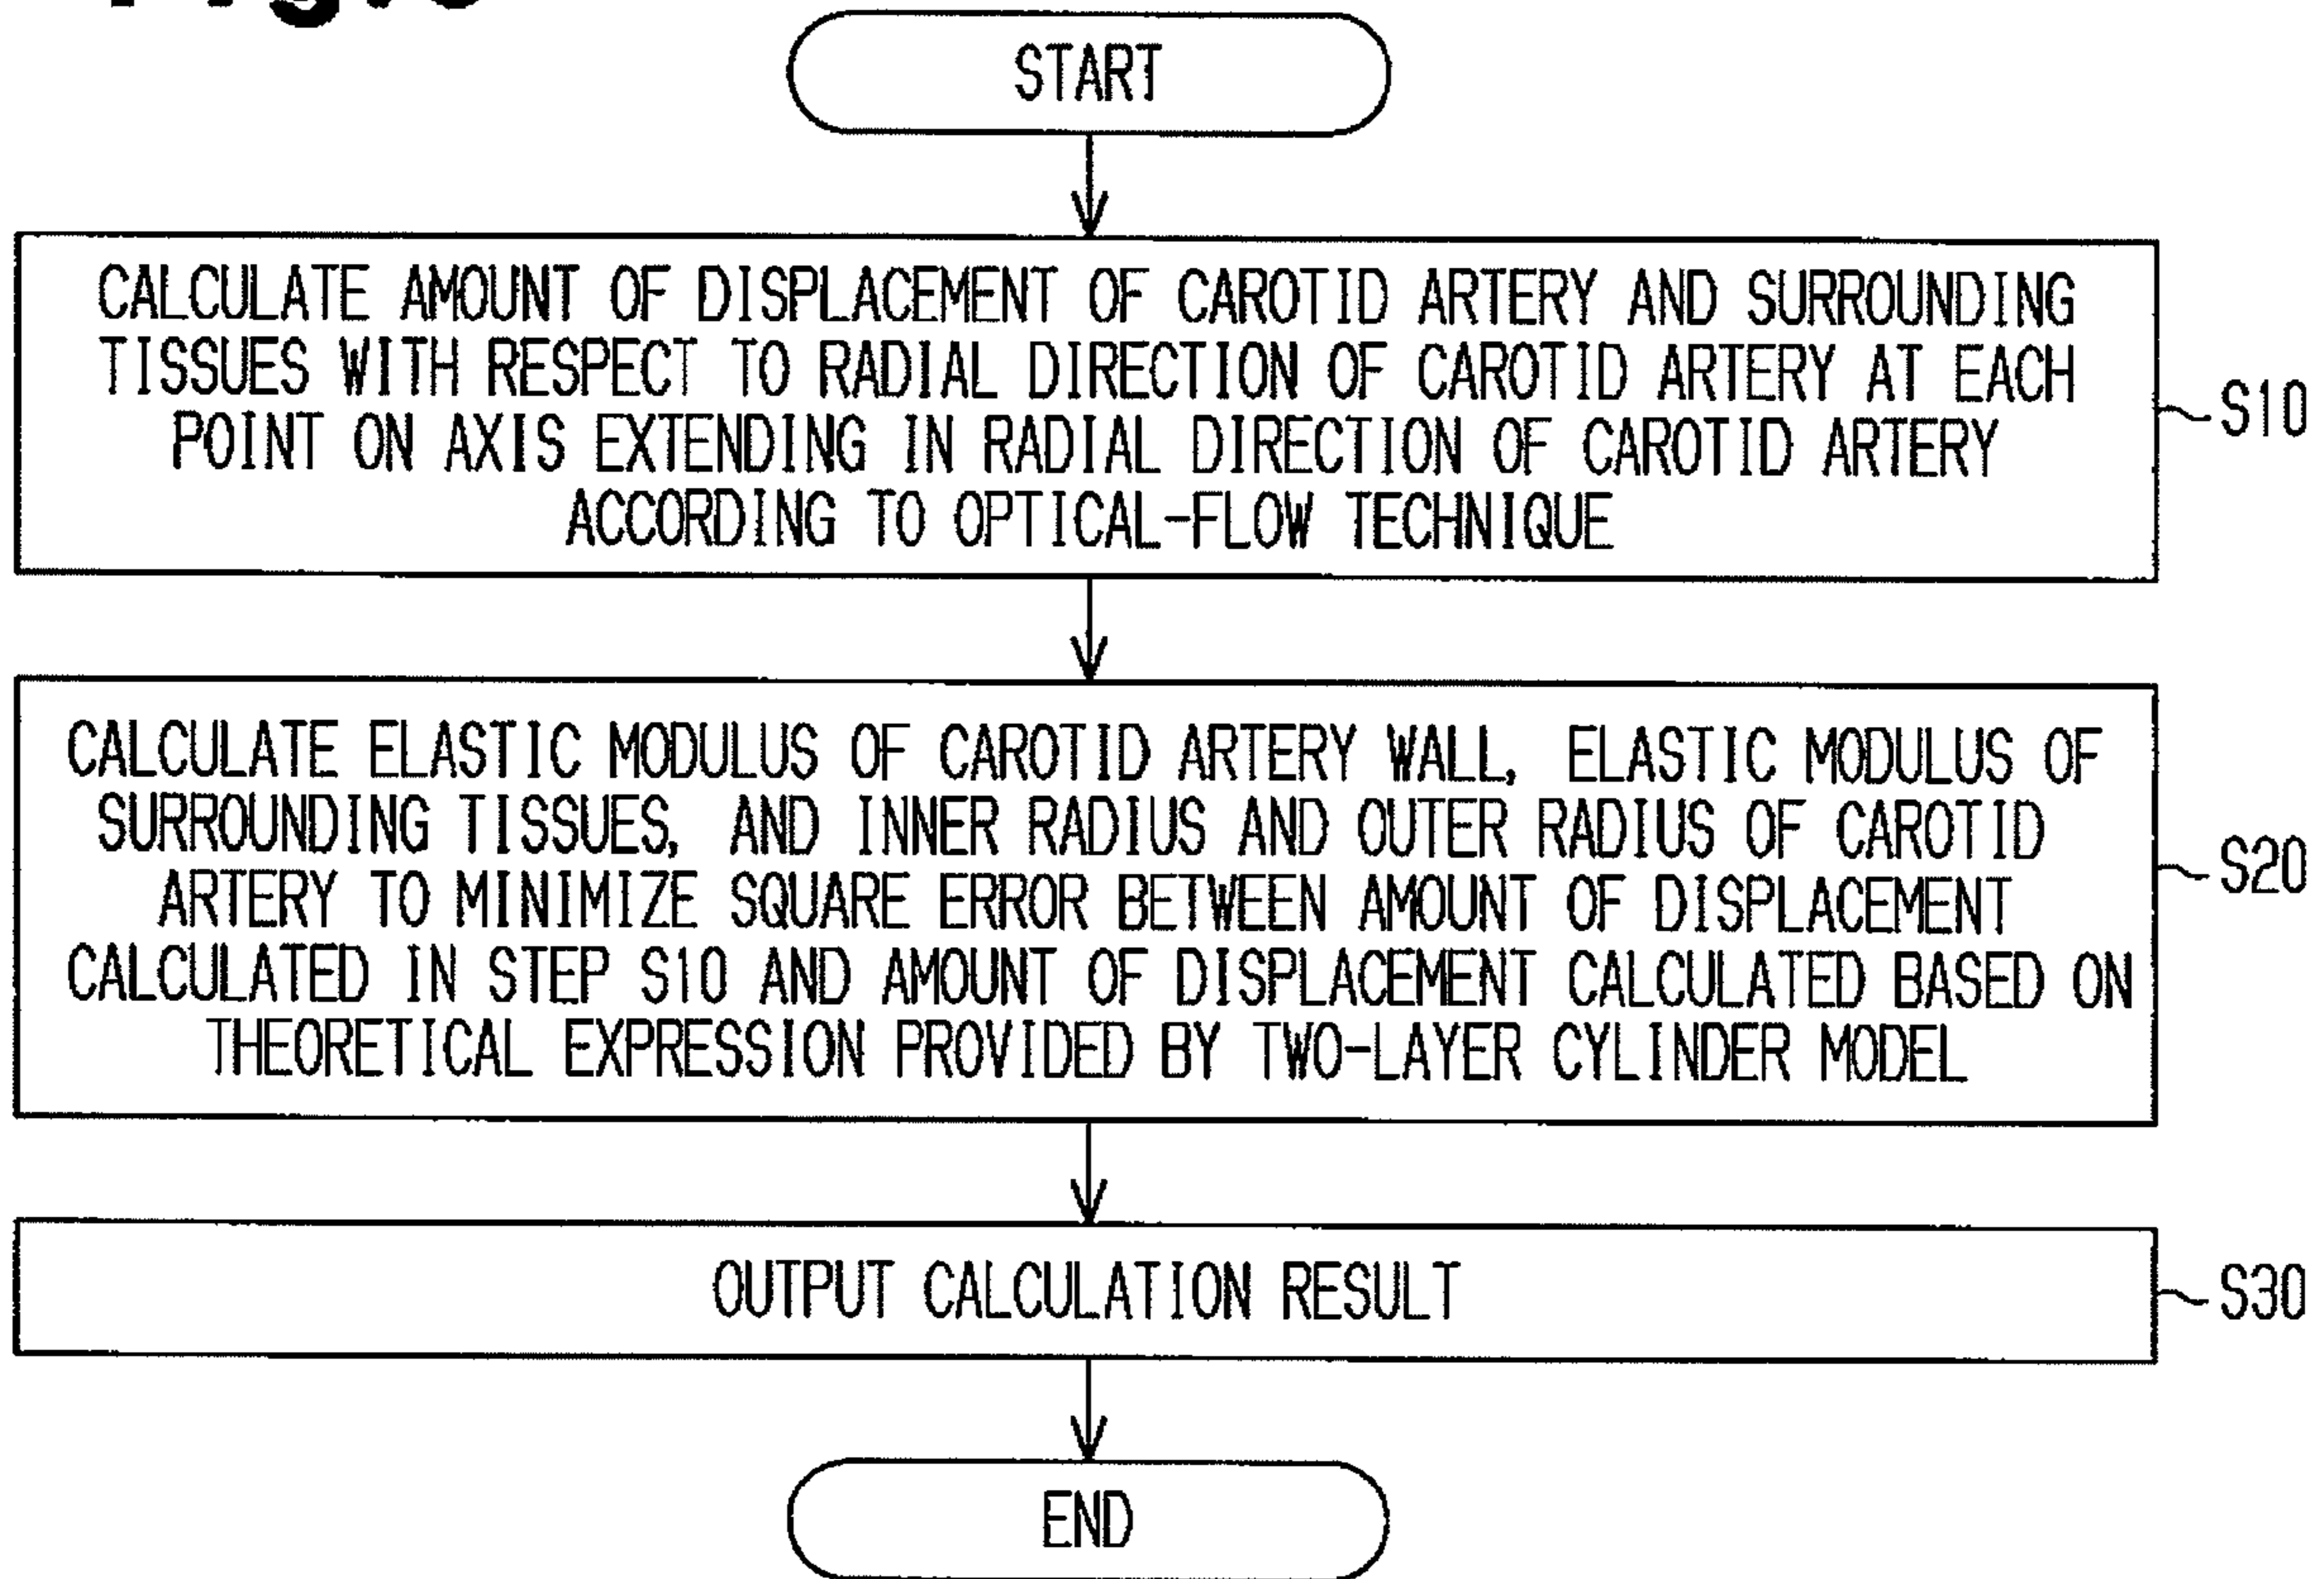 START
CALCULATE AMOUNT OF DISPLACEMENT OF CAROTID ARTERY AND SURROUNDING
TISSUES WITH RESPECT TO RADIAL DIRECTION OF CAROTID ARTERY AT EACH
POINT ON AXIS EXTENDING IN RADIAL DIRECTION OF CAROTID ARTERY
ACCORDING TO OPTICAL-FLOW TECHNIQUE
S10
CALCULATE ELASTIC MODULUS OF CAROTID ARTERY WALL, ELASTIC MODULUS OF
SURROUNDING TISSUES, AND INNER RADIUS AND OUTER RADIUS OF CAROTID
ARTERY TO MINIMIZE SQUARE ERROR BETWEEN AMOUNT OF DISPLACEMENT
CALCULATED IN STEP S10 AND AMOUNT OF DISPLACEMENT CALCULATED BASED ON
THEORETICAL EXPRESSION PROVIDED BY TWO-LAYER CYLINDER MODEL
S20
OUTPUT CALCULATION RESULT
S30
END